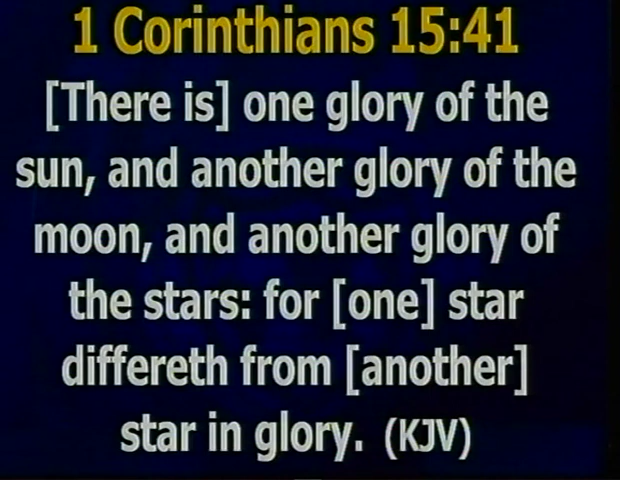 1 Corinthians 15:41
[There is] one glory of the
sun, and another glory of the
moon, and another glory of
the stars: for [one] star
differeth from [another]
star in glory. (KJV)